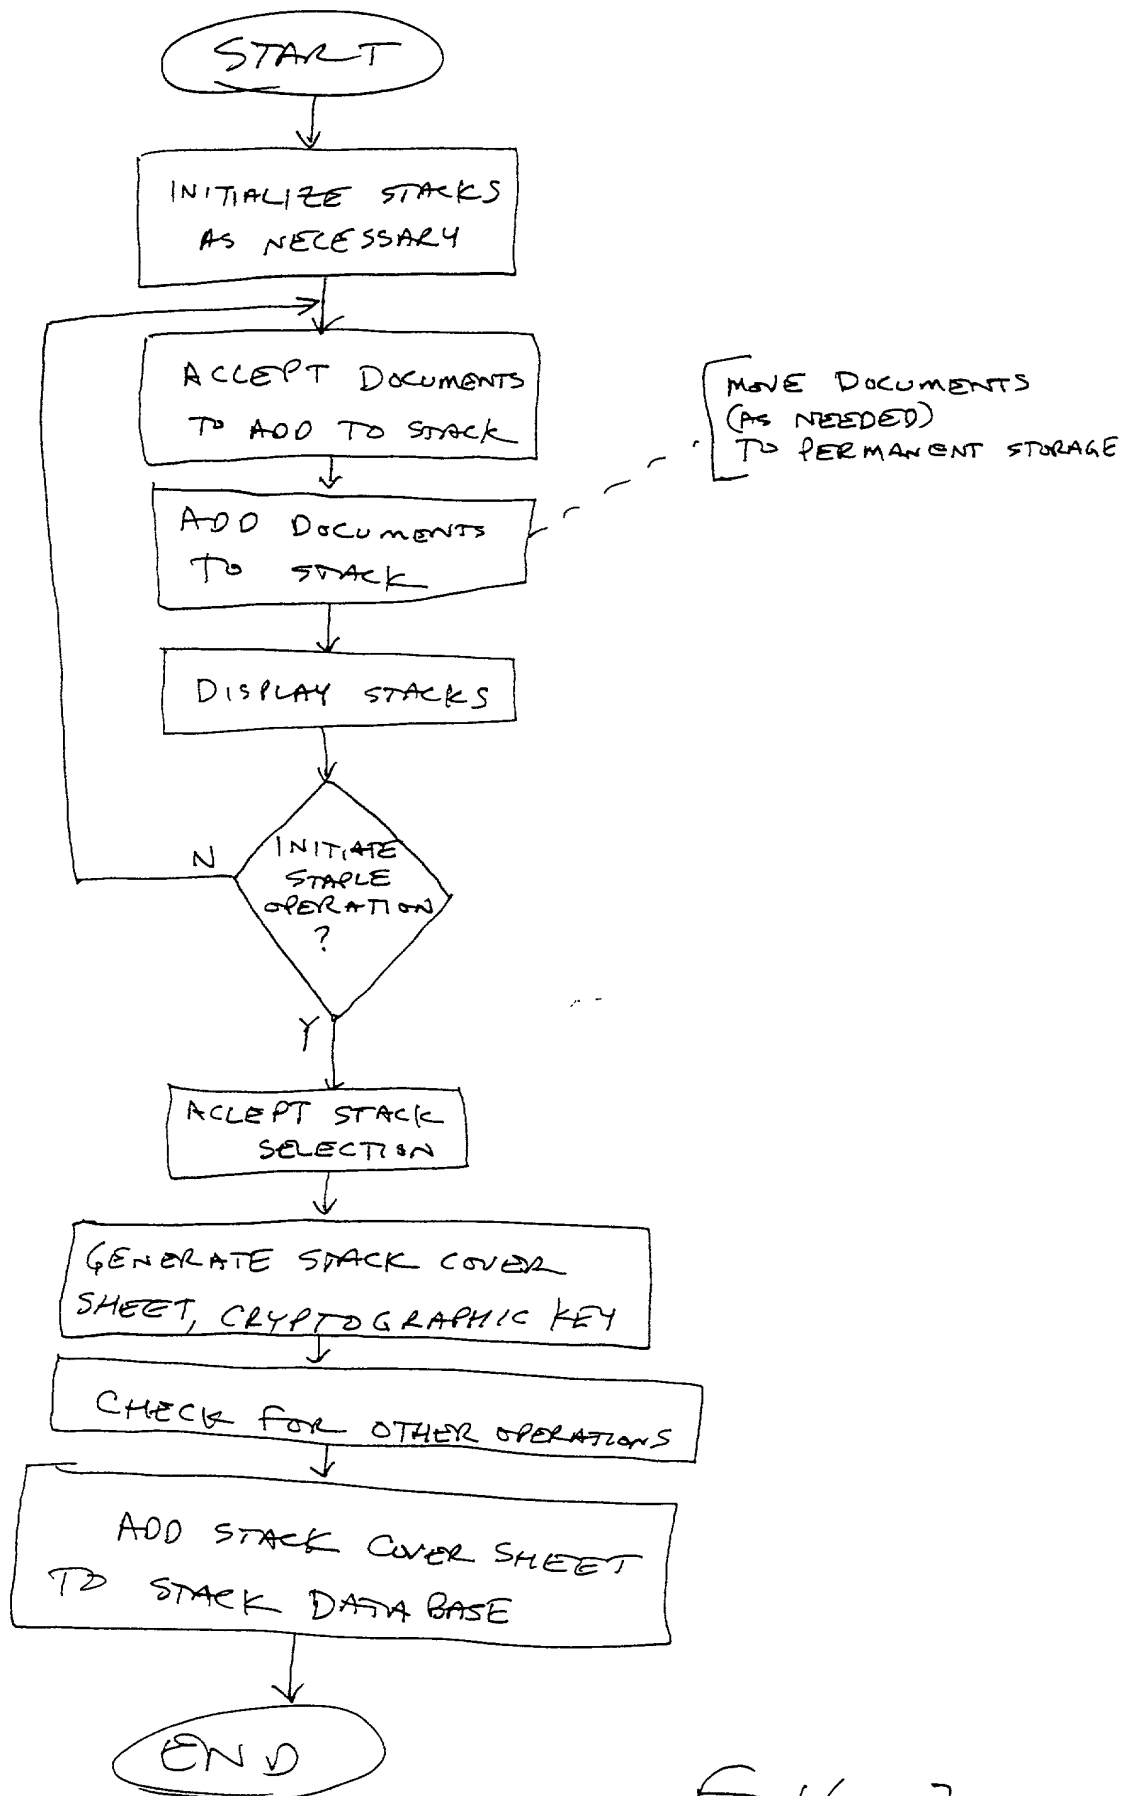 START
INITIALIZE STACKS
AS NECESSARY
ACCEPT DOCUMENTS
TO ADD TO STACK
MOVE DOCUMENTS
(AS NEEDED)
TO PERMANENT STORAGE
ADD DOCUMENTS
TO STACK
DISPLAY STACKS
N
INITIATE
STAPLE
OPERATION
?
Y
ACCEPT STACK
SELECTION
GENERATE STACK COVER
SHEET, CRYPTOGRAPHIC KEY
CHECK FOR OTHER OPERATIONS
ADD STACK COVER SHEET
TO STACK DATABASE
END